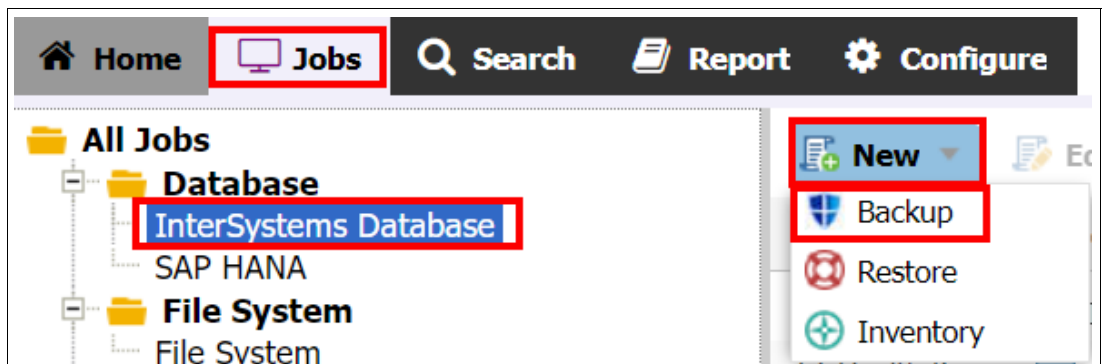 Home Jobs Search Report Configure
All Jobs
Database
InterSystems Database
SAP HANA
File System
File System
New
Backup
Restore
Inventory